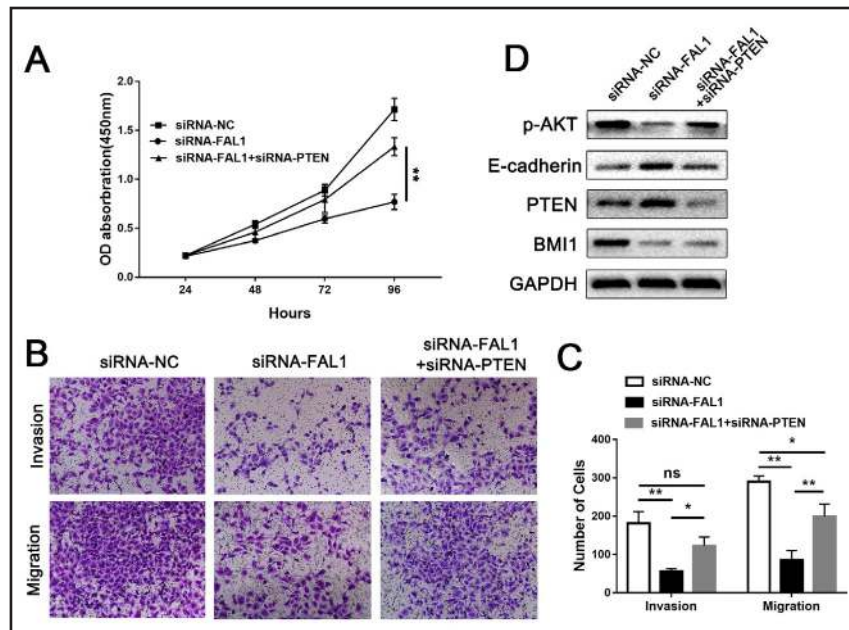 A
OD absorbration(450nm)
2.0
1.5
1.0
0.5
0.0
siRNA-NC
siRNA-FAL1
siRNA-FAL1+siRNA-PTEN
**
24 48 72 96
Hours
D
siRNA-NC
siRNA-FAL1
siRNA-FAL1
+siRNA-PTEN
p-AKT
E-cadherin
PTEN
BMI1
GAPDH
B
siRNA-NC
siRNA-FAL1
siRNA-FAL1
+siRNA-PTEN
Invasion
Migration
C
siRNA-NC
siRNA-FAL1
siRNA-FAL1+siRNA-PTEN
Number of Cells
400
300
200
100
0
ns
**
*
*
**
**
Invasion Migration